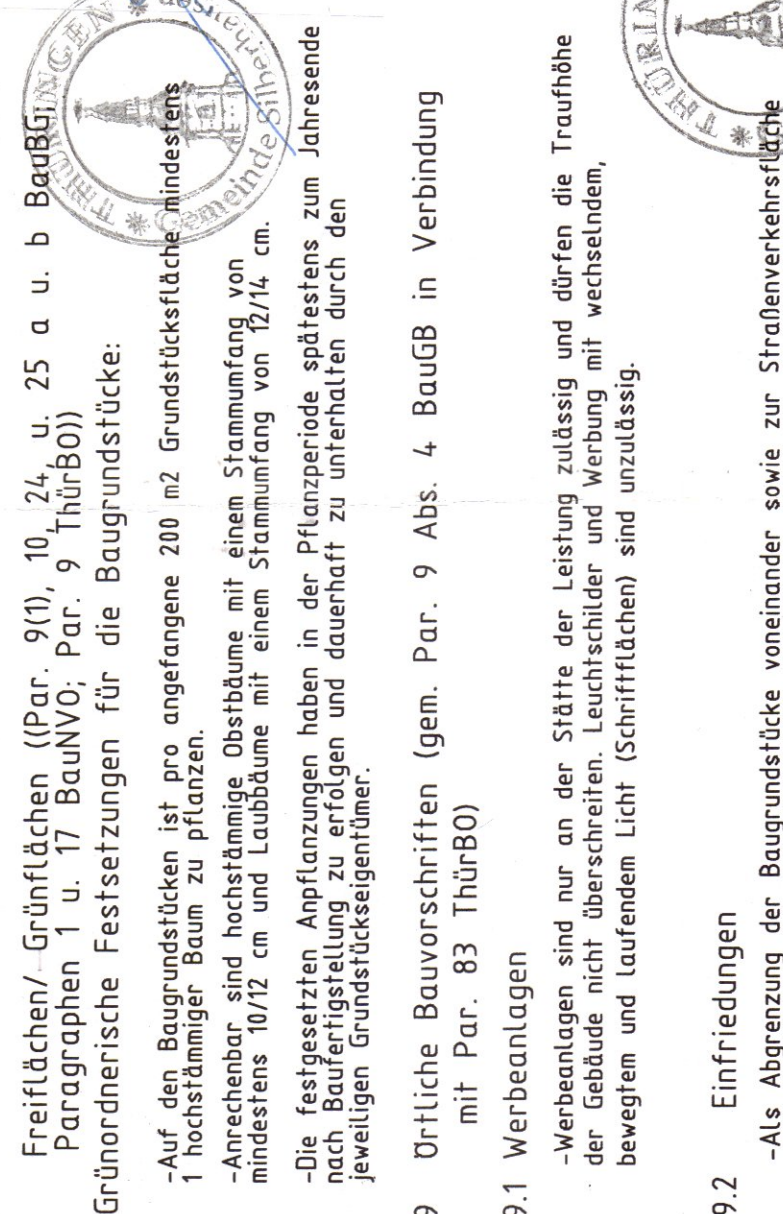 Freiflächen/ Grünflächen ((Par. 9(1), 10, 24, u. 25 a u. b BauBG;
Paragraphen 1 u. 17 BauNVO; Par. 9 ThürBO))
Grünordnerische Festsetzungen für die Baugrundstücke:
-Auf den Baugrundstücken ist pro angefangene 200 m2 Grundstücksfläche mindestens
1 hochstämmiger Baum zu pflanzen.
-Anrechenbar sind hochstämmige Obstbäume mit einem Stammumfang von
mindestens 10/12 cm und Laubbäume mit einem Stammumfang von 12/14 cm.
-Die festgesetzten Anpflanzungen haben in der Pflanzperiode spätestens zum Jahresende
nach Baufertigstellung zu erfolgen und dauerhaft zu unterhalten durch den
jeweiligen Grundstückseigentümer.
9 Örtliche Bauvorschriften (gem. Par. 9 Abs. 4 BauGB in Verbindung
mit Par. 83 ThürBO)
9.1 Werbeanlagen
-Werbeanlagen sind nur an der Stätte der Leistung zulässig und dürfen die Traufhöhe
der Gebäude nicht überschreiten. Leuchtschilder und Werbung mit wechselndem,
bewegtem und laufendem Licht (Schriftflächen) sind unzulässig.
9.2 Einfriedungen
-Als Abgrenzung der Baugrundstücke voneinander sowie zur Straßenverkehrsfläche
THÜRINGEN
Gemeinde Silberhausen
THÜRIN